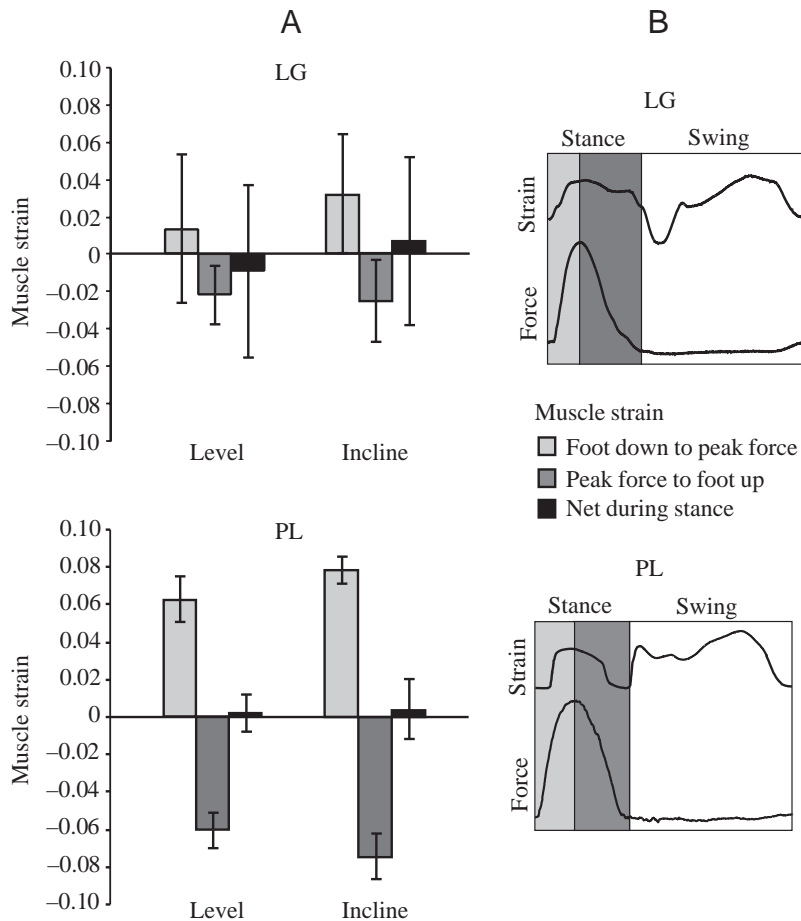 A
B
LG
0.10
0.08
0.06
0.04
0.02
0
–0.02
–0.04
–0.06
–0.08
–0.10
Muscle strain
Level
Incline
LG
Stance
Swing
Strain
Force
Muscle strain
Foot down to peak force
Peak force to foot up
Net during stance
PL
0.10
0.08
0.06
0.04
0.02
0
–0.02
–0.04
–0.06
–0.08
–0.10
Muscle strain
Level
Incline
PL
Stance
Swing
Strain
Force